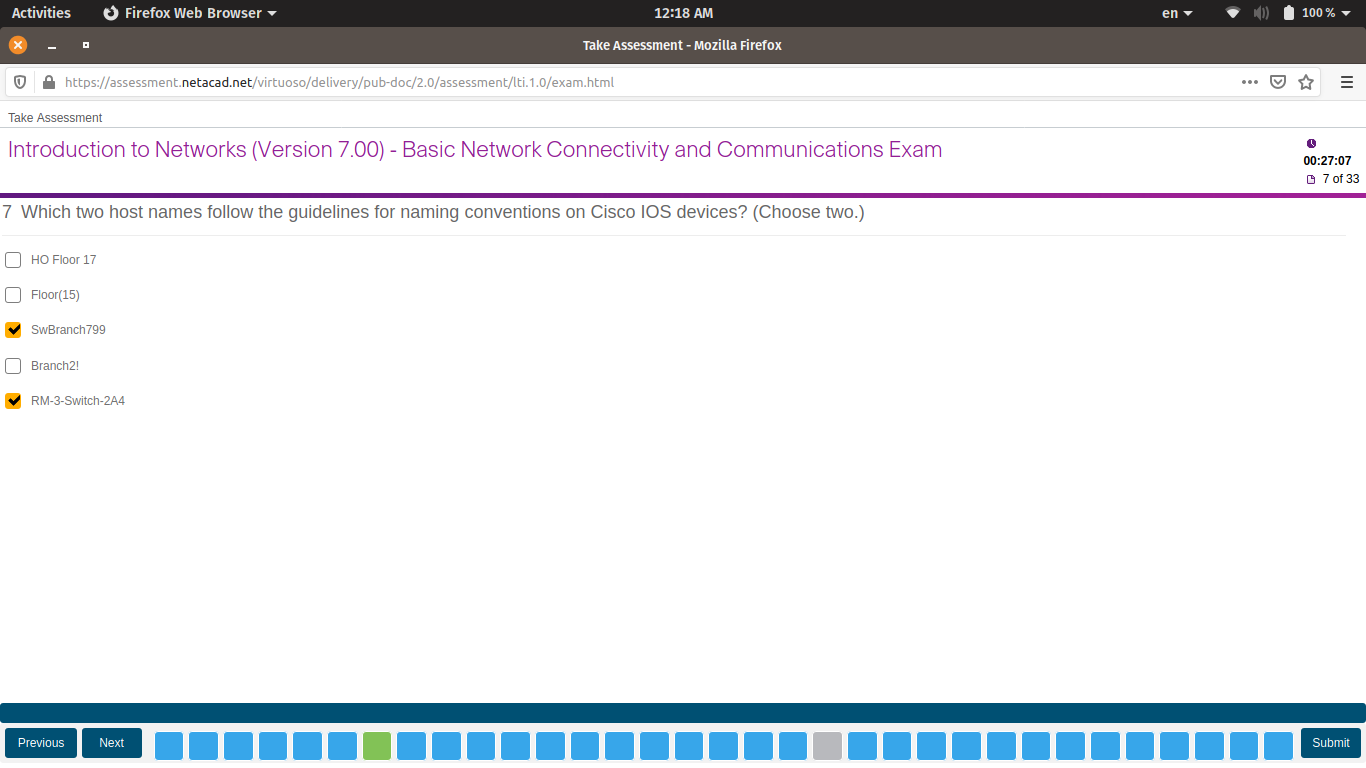 Activities Firefox Web Browser 12:18 AM en 100 %
Take Assessment - Mozilla Firefox
https://assessment.netacad.net/virtuoso/delivery/pub-doc/2.0/assessment/lti.1.0/exam.html
Take Assessment
Introduction to Networks (Version 7.00) - Basic Network Connectivity and Communications Exam
00:27:07
7 of 33
7 Which two host names follow the guidelines for naming conventions on Cisco IOS devices? (Choose two.)
HO Floor 17
Floor(15)
SwBranch799
Branch2!
RM-3-Switch-2A4
Previous Next Submit